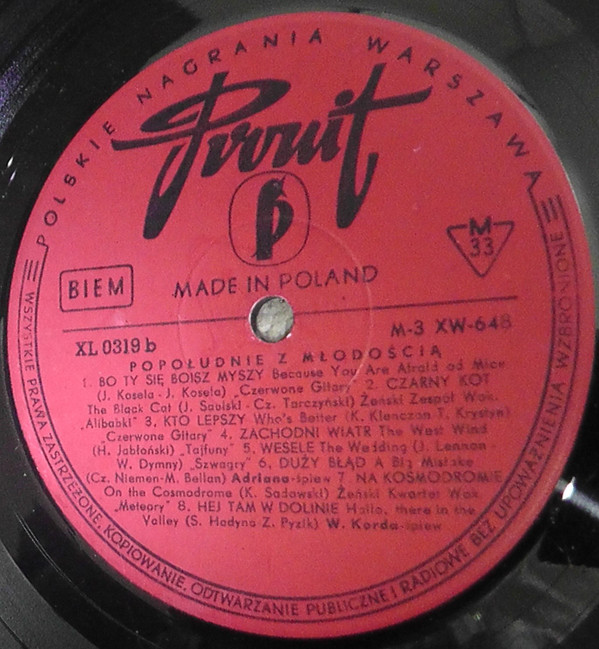 POLSKIE NAGRANIA WARSZAWA
Pronit
P
M
33
BIEM
MADE IN POLAND
XL 0319 b
M-3 XW-648
POPOŁUDNIE Z MŁODOŚCIĄ
1. BO TY SIĘ BOISZ MYSZY Because You Are Afraid od Mice
(J. Kosela - J. Kosela) „Czerwone Gitary" 2. CZARNY KOT
The Black Cat (J. Sabiski - Cz. Tarczyński) Żeński Zespół Wok.
„Alibabki" 3. KTO LEPSZY Who's Better (K. Klenczon T. Krystyn)
„Czerwone Gitary" 4. ZACHODNI WIATR The West Wind
(H. Jabłoński) „Tajfuny" 5. WESELE The Wedding (J. Lennon -
W. Dymny) „Szwagry" 6. DUŻY BŁĄD A Big Mistake
(Cz. Niemen-M. Bellan) Adriana-śpiew 7. NA KOSMODROMIE
On the Cosmodrome (K. Sadowski) Żeński Kwartet Wok.
„Meteory" 8. HEJ TAM W DOLINIE Hallo, there in the
Valley (S. Hadyna Z. Pyzik) W. Korda-śpiew
WSZYSTKIE PRAWA ZASTRZEŻONE. KOPIOWANIE, ODTWARZANIE PUBLICZNE I RADIOWE BEZ UPOWAŻNIENIA WZBRONIONE